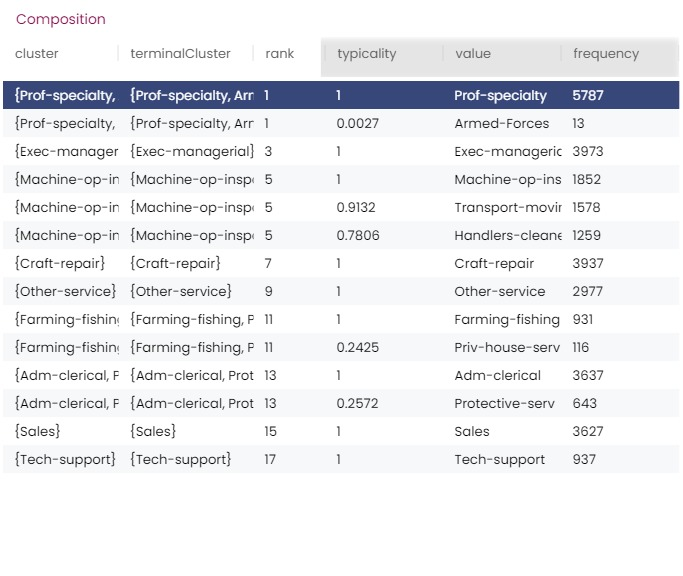 Composition
cluster terminalCluster rank typicality value frequency
{Prof-specialty, {Prof-specialty, Arr 1 1 Prof-specialty 5787
{Prof-specialty, {Prof-specialty, Arr 1 0.0027 Armed-Forces 13
{Exec-manager {Exec-managerial} 3 1 Exec-manageric 3973
{Machine-op-in {Machine-op-insp 5 1 Machine-op-ins 1852
{Machine-op-in {Machine-op-insp 5 0.9132 Transport-movir 1578
{Machine-op-in {Machine-op-insp 5 0.7806 Handlers-cleane 1259
{Craft-repair} {Craft-repair} 7 1 Craft-repair 3937
{Other-service} {Other-service} 9 1 Other-service 2977
{Farming-fishing {Farming-fishing, P 11 1 Farming-fishing 931
{Farming-fishing {Farming-fishing, P 11 0.2425 Priv-house-serv 116
{Adm-clerical, P {Adm-clerical, Prot 13 1 Adm-clerical 3637
{Adm-clerical, P {Adm-clerical, Prot 13 0.2572 Protective-serv 643
{Sales} {Sales} 15 1 Sales 3627
{Tech-support} {Tech-support} 17 1 Tech-support 937